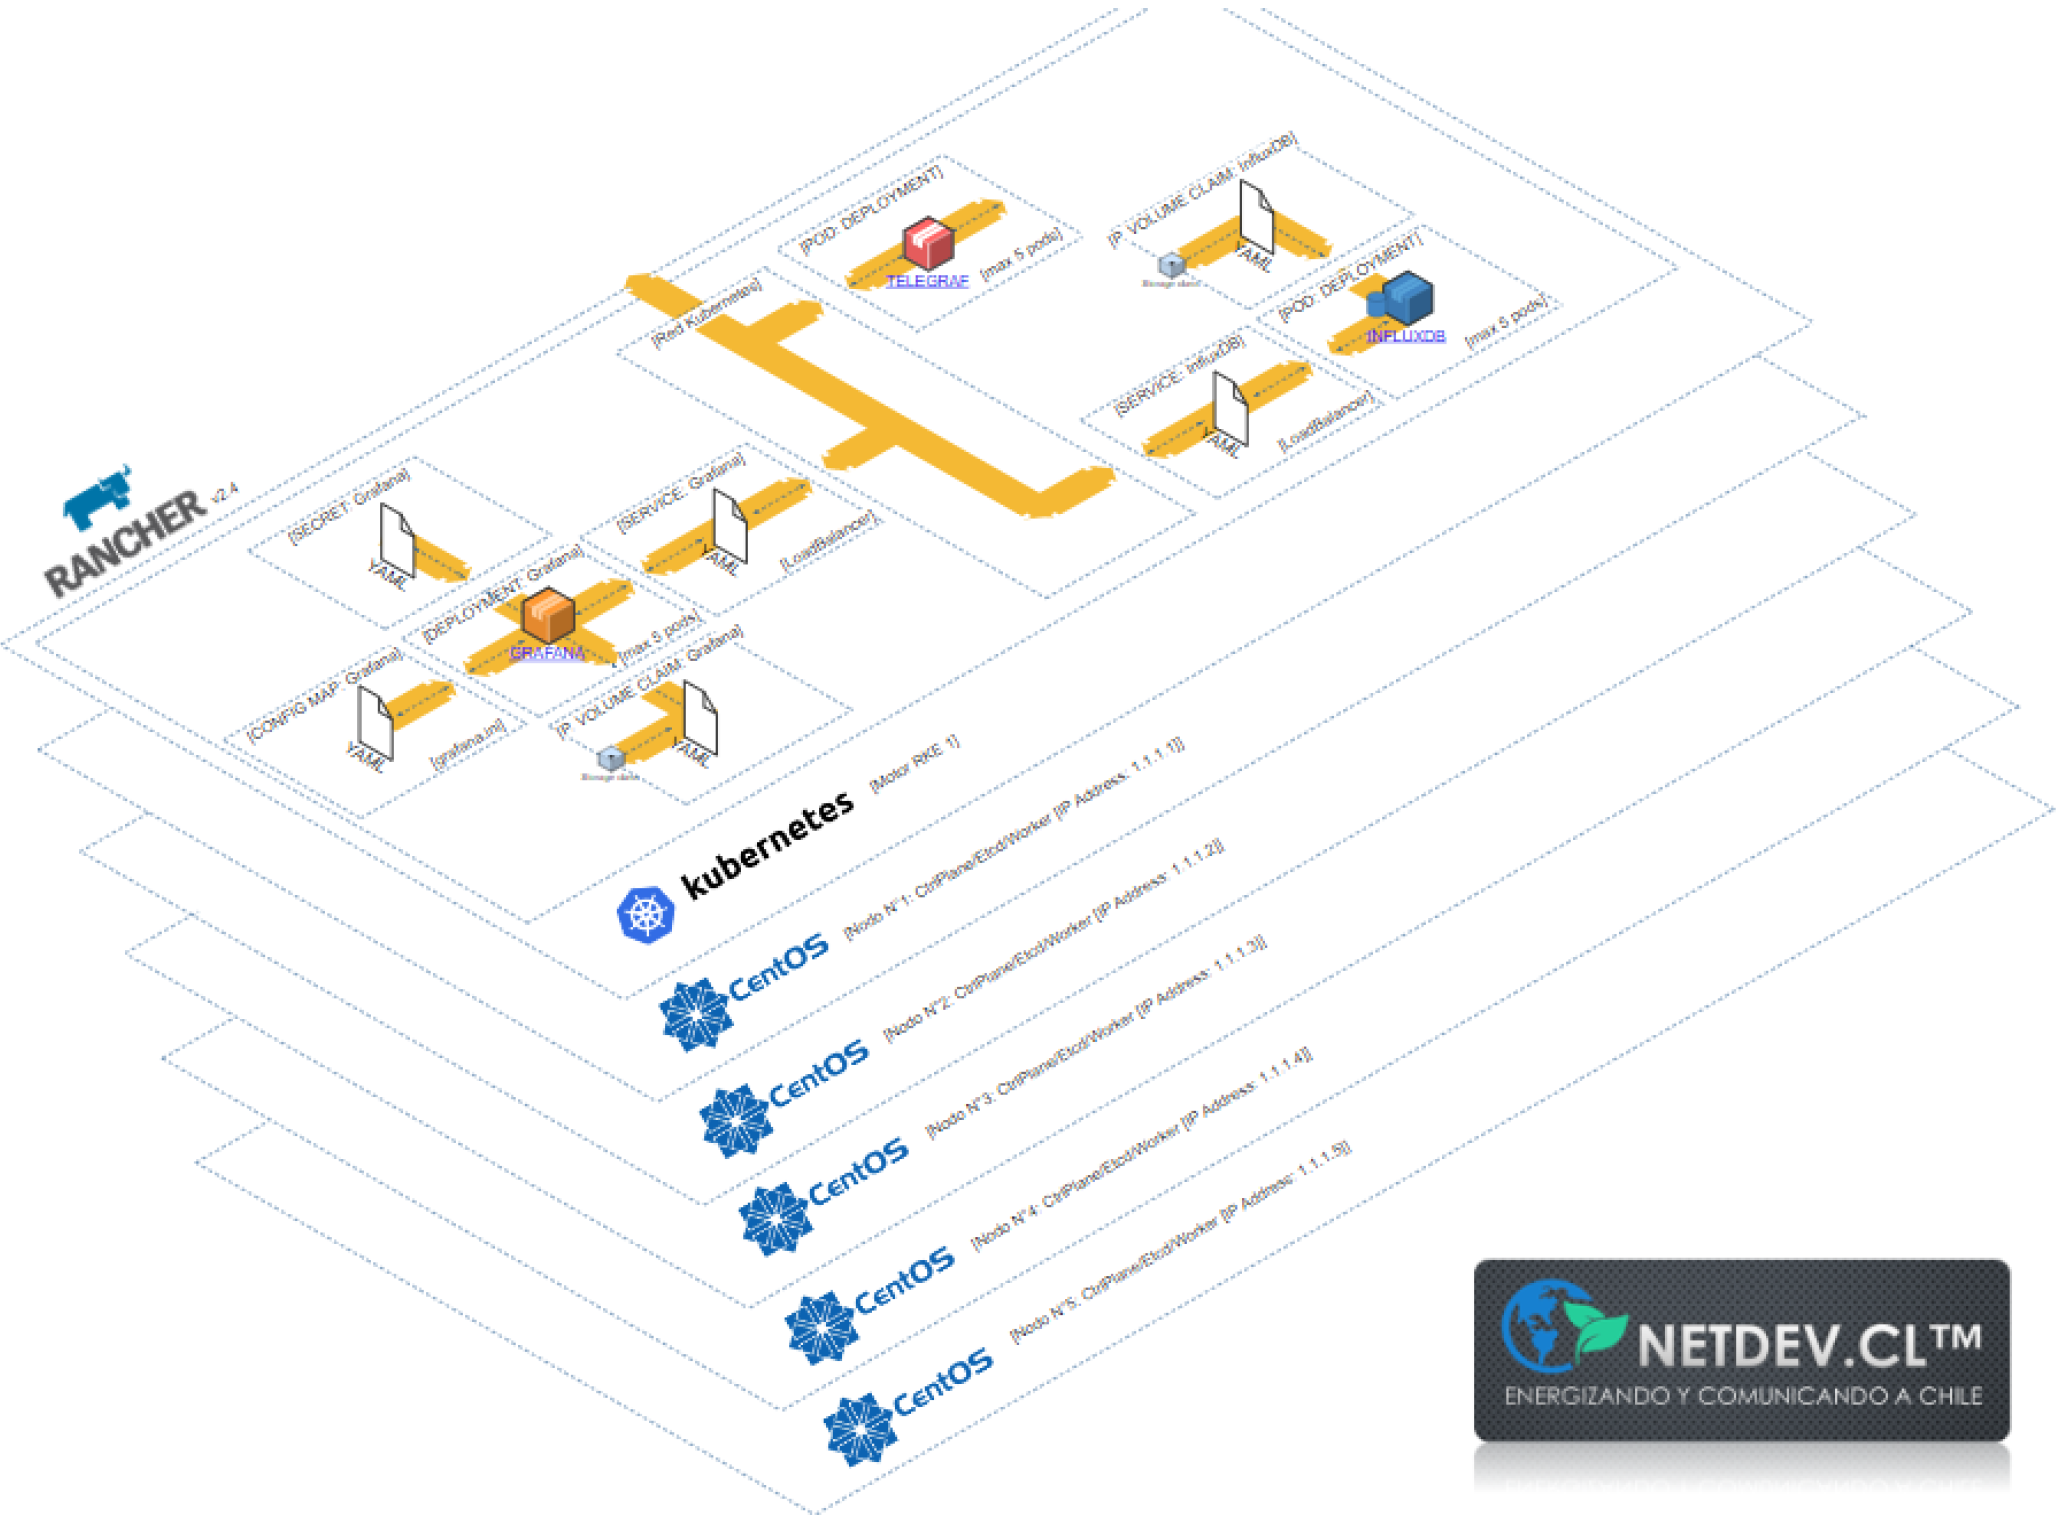 [P. VOLUME CLAIM: InfluxDB]
YAML
[POD: DEPLOYMENT]
TELEGRAF
[max 5 pods]
[POD: DEPLOYMENT]
INFLUXDB
[max 5 pods]
[Red Kubernetes]
[SERVICE: InfluxDB]
YAML
[LoadBalancer]
RANCHER v2.4
[SECRET: Grafana]
YAML
[SERVICE: Grafana]
YAML
[LoadBalancer]
[DEPLOYMENT: Grafana]
GRAFANA
[max 5 pods]
[CONFIG MAP: Grafana]
YAML
[grafana.ini]
[P. VOLUME CLAIM: Grafana]
YAML
kubernetes [Motor RKE 1]
CentOS [Nodo N°1: CtrlPlane/Etcd/Worker [IP Address: 1.1.1.1]]
CentOS [Nodo N°2: CtrlPlane/Etcd/Worker [IP Address: 1.1.1.2]]
CentOS [Nodo N°3: CtrlPlane/Etcd/Worker [IP Address: 1.1.1.3]]
CentOS [Nodo N°4: CtrlPlane/Etcd/Worker [IP Address: 1.1.1.4]]
CentOS [Nodo N°5: CtrlPlane/Etcd/Worker [IP Address: 1.1.1.5]]
NETDEV.CL™
ENERGIZANDO Y COMUNICANDO A CHILE